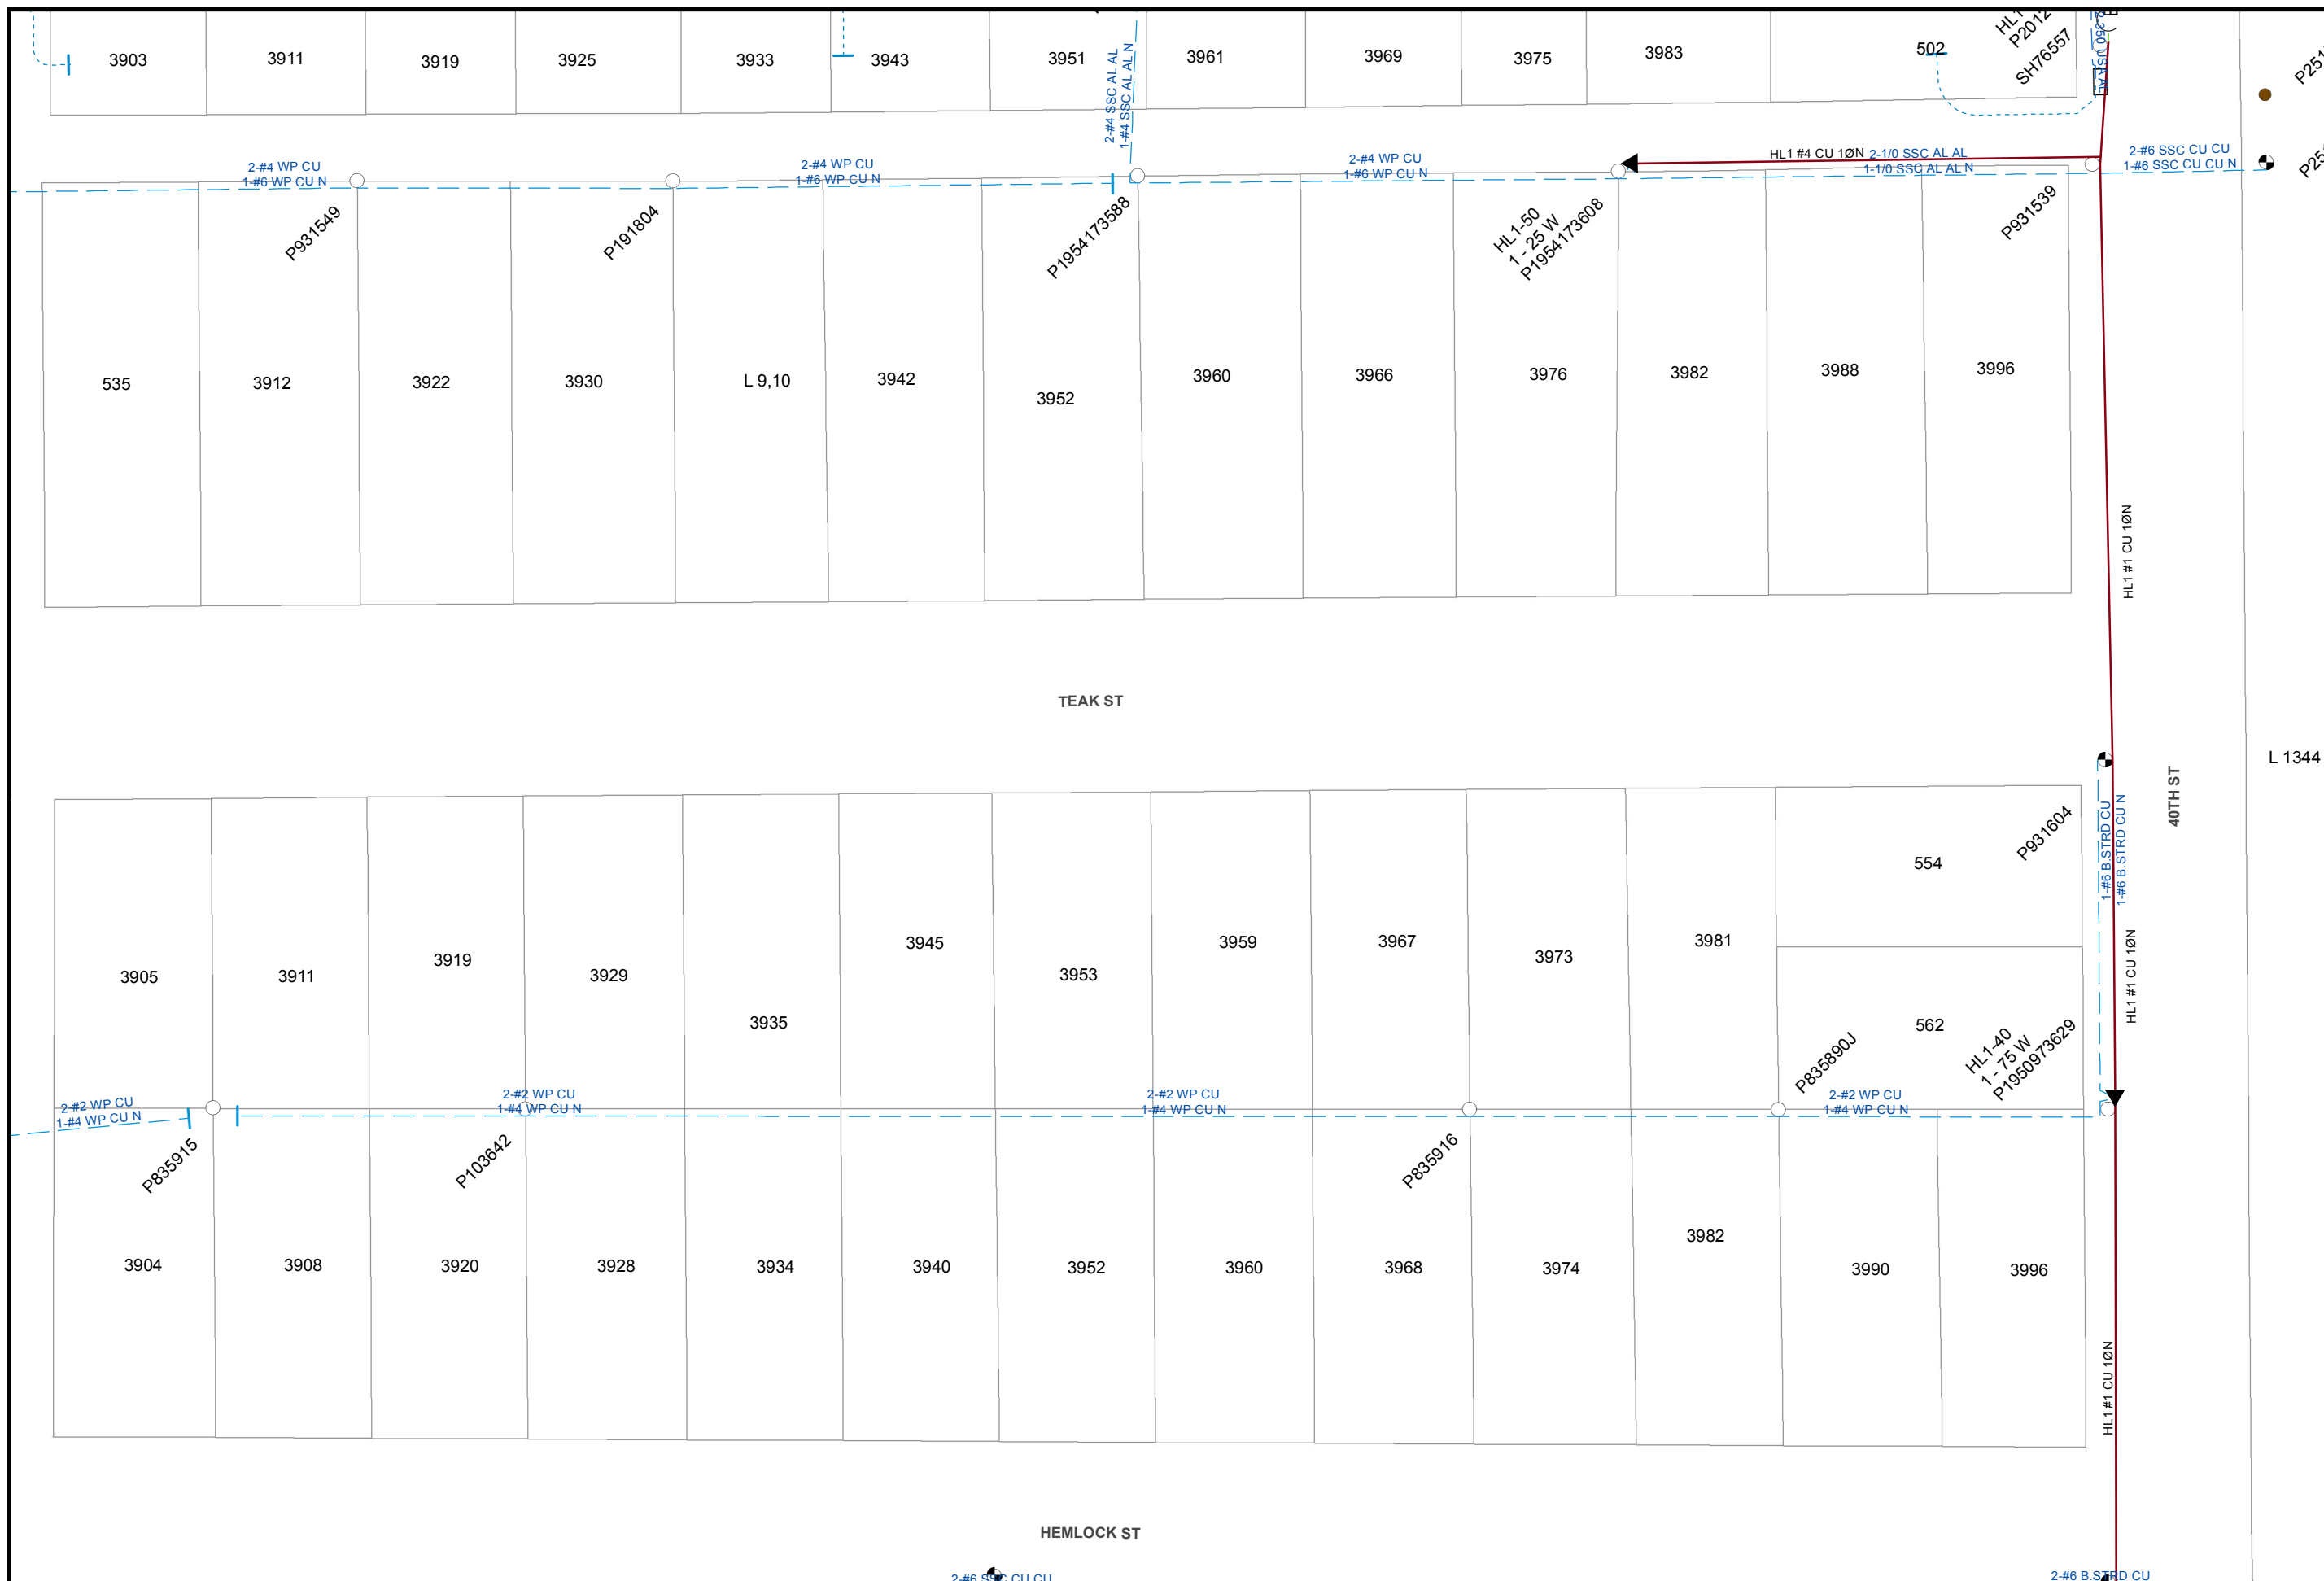 3903
3911
3919
3925
3933
3943
3951
3961
3969
3975
3983
502
SH76557
2-#4 SSC AL AL
1-#4 SSC AL AL N
2-#4 WP CU
1-#6 WP CU N
2-#4 WP CU
1-#6 WP CU N
2-#4 WP CU
1-#6 WP CU N
HL1 #4 CU 1ØN
2-1/0 SSC AL AL
1-1/0 SSC AL AL N
2-#6 SSC CU CU
1-#6 SSC CU CU N
P931549
P191804
P1954173588
HL1-50
1 - 25 W
P1954173608
P931539
535
3912
3922
3930
L 9,10
3942
3952
3960
3966
3976
3982
3988
3996
HL1 #1 CU 1ØN
TEAK ST
L 1344
40TH ST
1-#6 B.STRD CU
1-#6 B.STRD CU N
P931604
554
3905
3911
3919
3929
3935
3945
3953
3959
3967
3973
3981
562
HL1 #1 CU 1ØN
P835890J
HL1-40
1 - 75 W
P1950973629
2-#2 WP CU
1-#4 WP CU N
2-#2 WP CU
1-#4 WP CU N
2-#2 WP CU
1-#4 WP CU N
2-#2 WP CU
1-#4 WP CU N
P835915
P103642
P835916
3904
3908
3920
3928
3934
3940
3952
3960
3968
3974
3982
3990
3996
HL1 #1 CU 1ØN
HEMLOCK ST
2-#6 SSC CU CU
2-#6 B.STRD CU